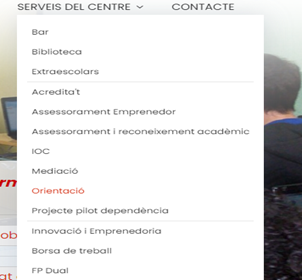 SERVEIS DEL CENTRE CONTACTE
Bar
Biblioteca
Extraescolars
Acredita't
Assessorament Emprenedor
Assessorament i reconeixement acadèmic
IOC
Mediació
Orientació
Projecte pilot dependència
Innovació i Emprenedoria
Borsa de treball
FP Dual